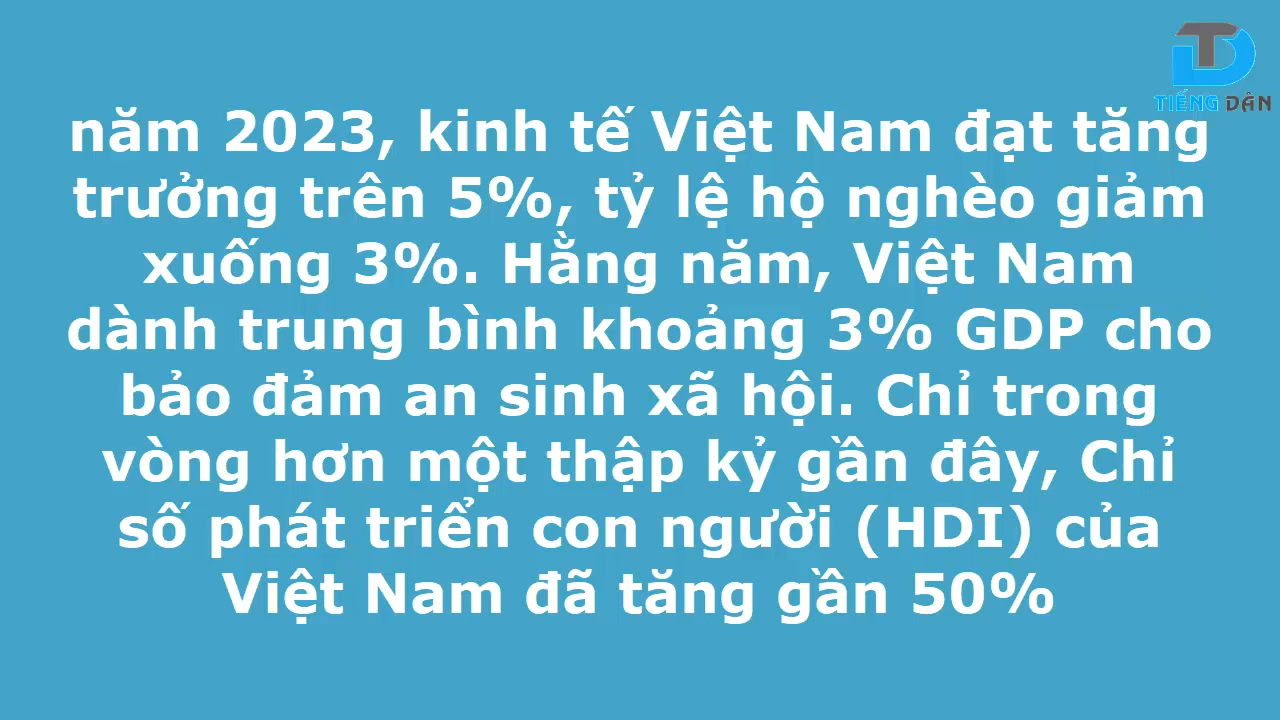 TIẾNG DÂN
năm 2023, kinh tế Việt Nam đạt tăng
trưởng trên 5%, tỷ lệ hộ nghèo giảm
xuống 3%. Hằng năm, Việt Nam
dành trung bình khoảng 3% GDP cho
bảo đảm an sinh xã hội. Chỉ trong
vòng hơn một thập kỷ gần đây, Chỉ
số phát triển con người (HDI) của
Việt Nam đã tăng gần 50%